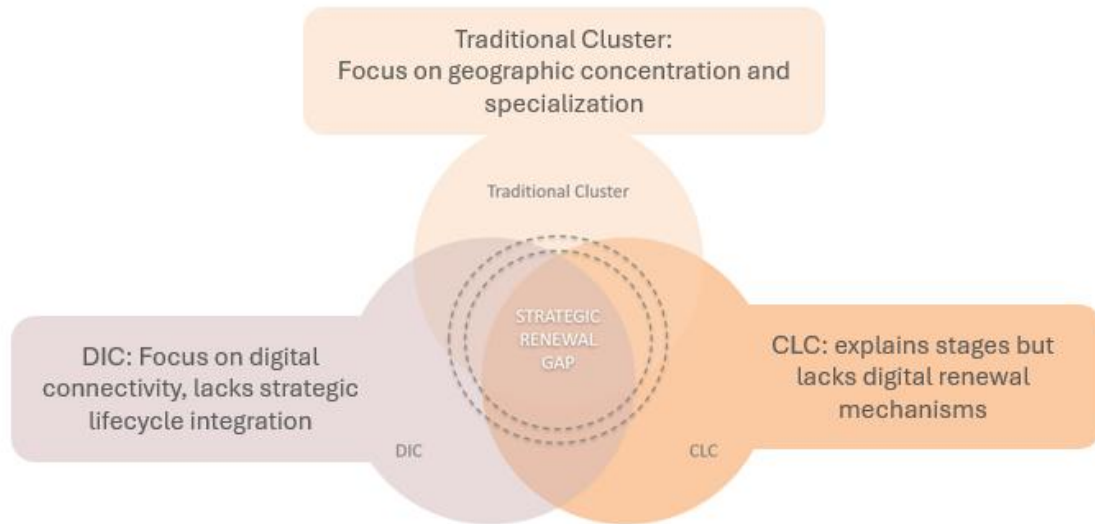 Traditional Cluster:
Focus on geographic concentration and
specialization
Traditional Cluster
STRATEGIC
RENEWAL
GAP
DIC: Focus on digital
connectivity, lacks strategic
lifecycle integration
CLC: explains stages but
lacks digital renewal
mechanisms
DIC
CLC